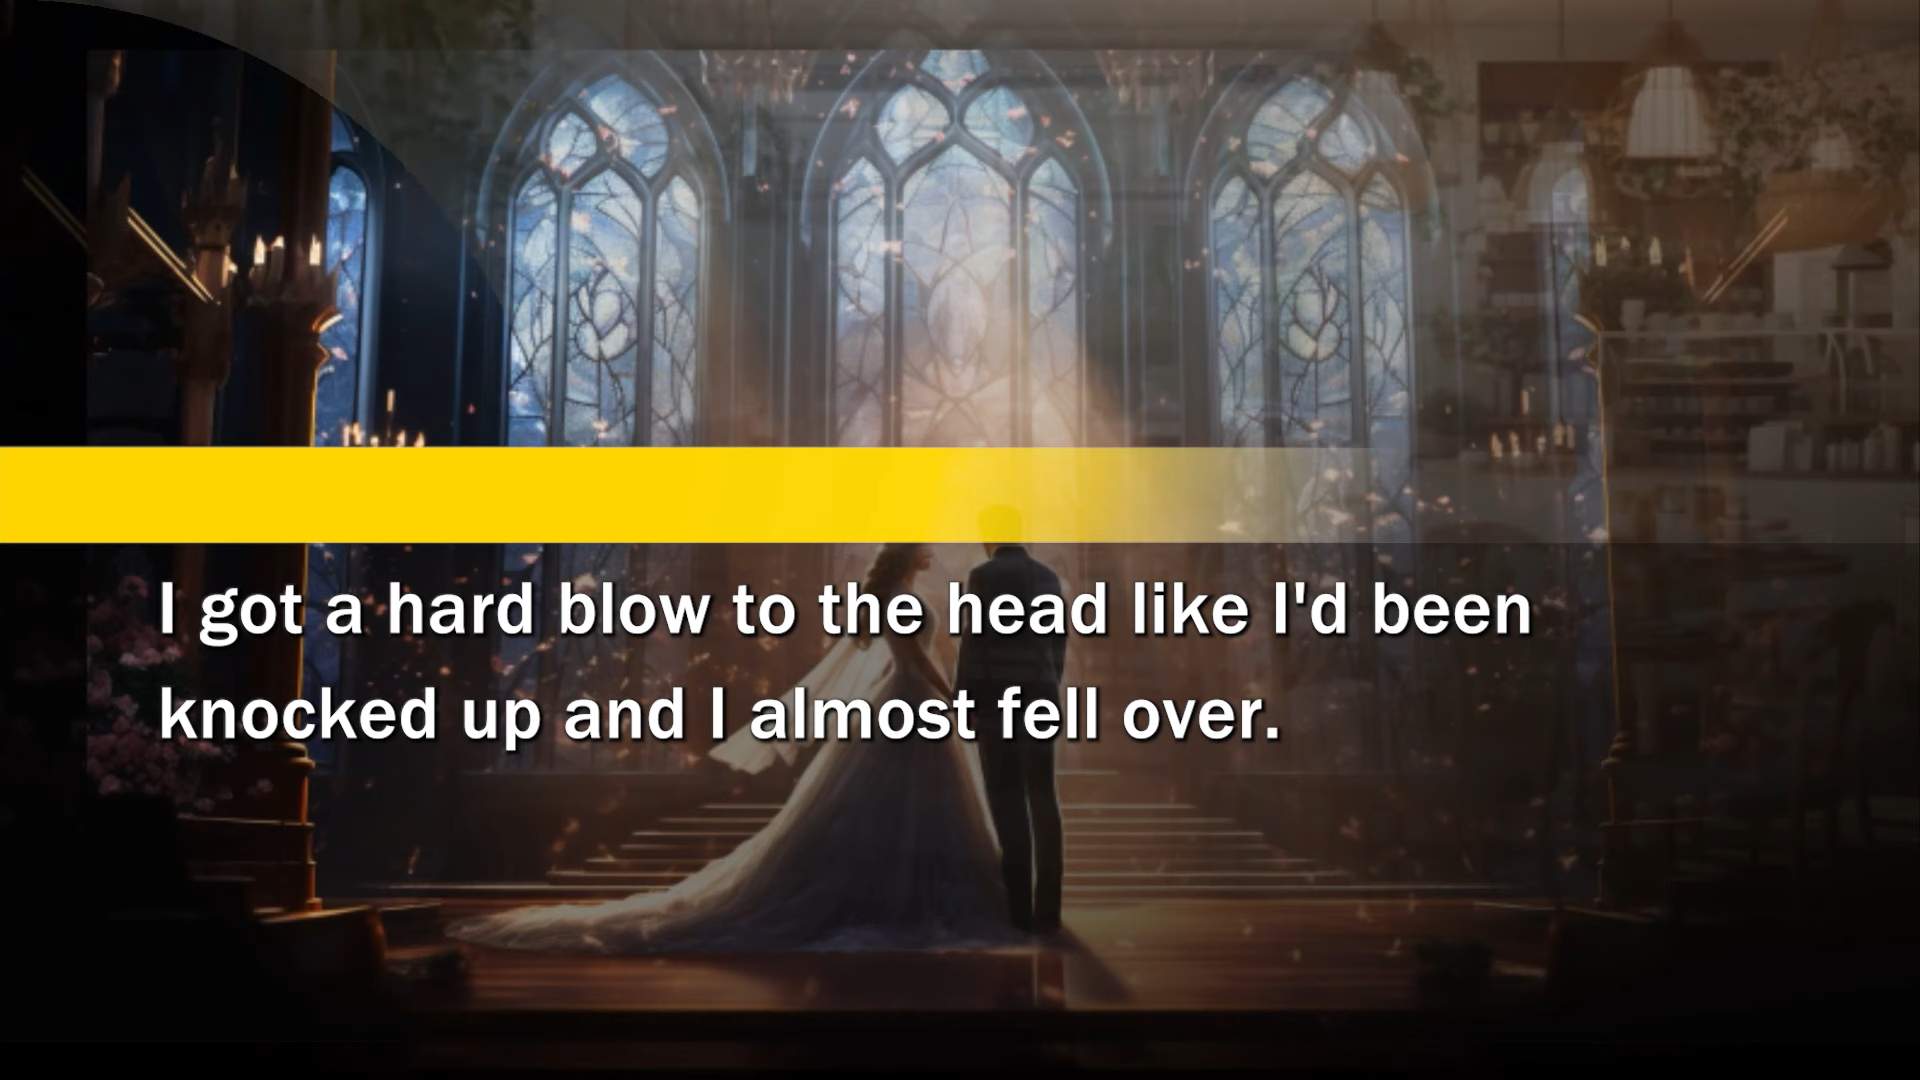 I got a hard blow to the head like I'd been
knocked up and I almost fell over.